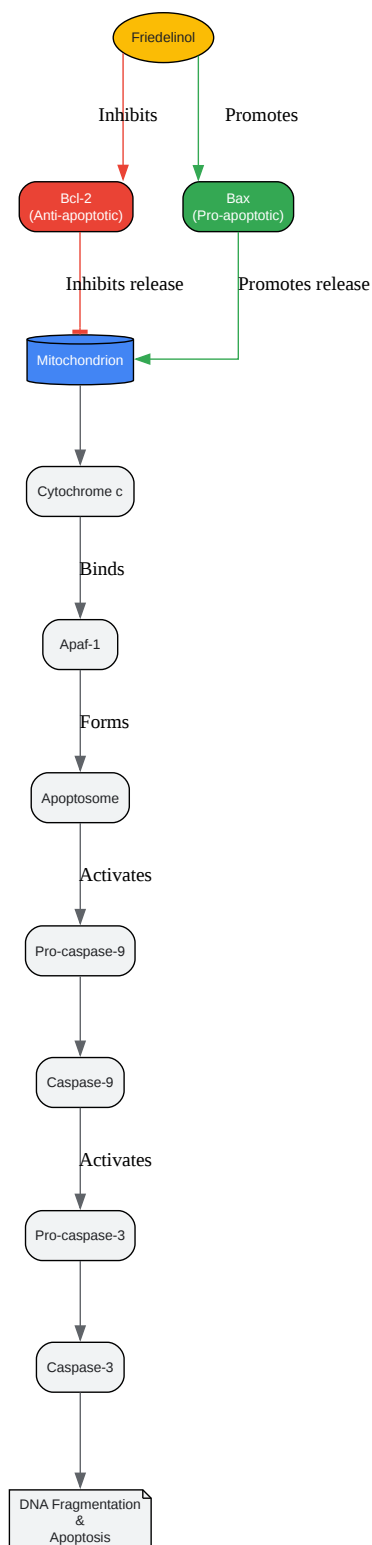 Friedelinol
Inhibits
Promotes
Bcl-2
(Anti-apoptotic)
Bax
(Pro-apoptotic)
Inhibits release
Promotes release
Mitochondrion
Cytochrome c
Binds
Apaf-1
Forms
Apoptosome
Activates
Pro-caspase-9
Caspase-9
Activates
Pro-caspase-3
Caspase-3
DNA Fragmentation
&
Apoptosis